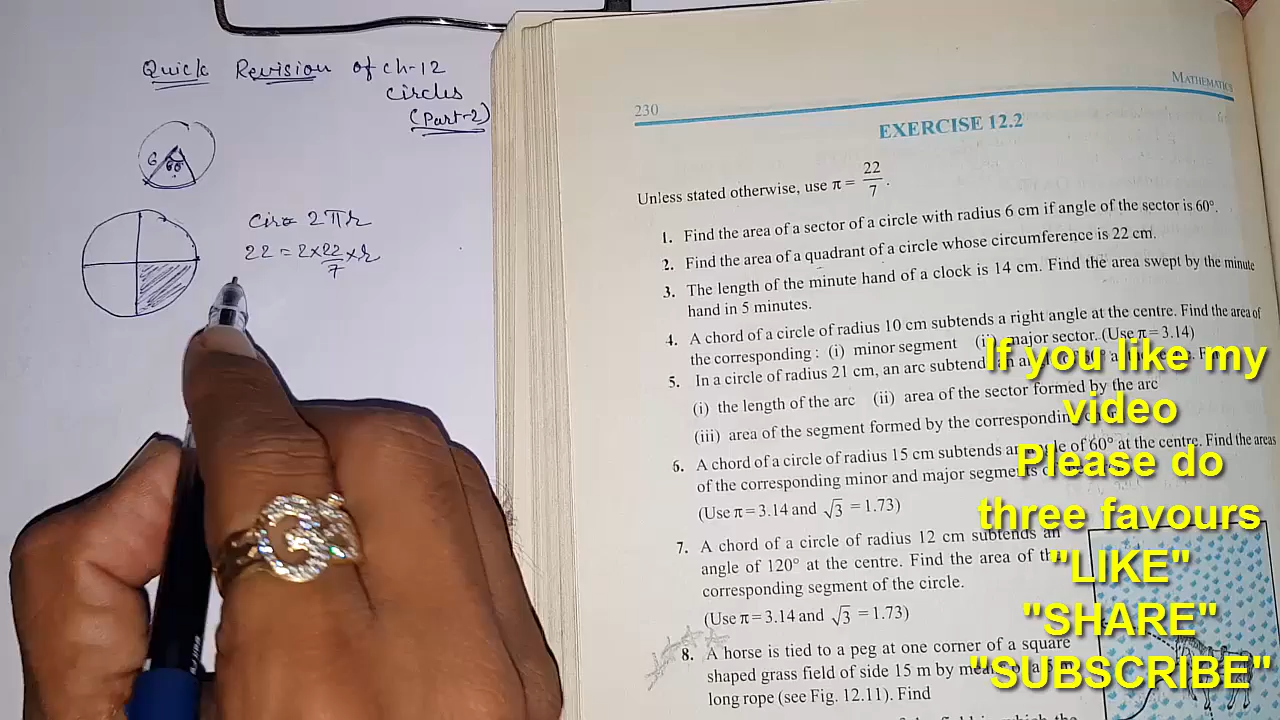 Quick Revision of Ch-12
Circles
(Part-2)
6 60°
Cir = 2πr
22 = 2×22/7×r
230
MATHEMATICS
EXERCISE 12.2
Unless stated otherwise, use π = 22/7.
1. Find the area of a sector of a circle with radius 6 cm if angle of the sector is 60°.
2. Find the area of a quadrant of a circle whose circumference is 22 cm.
3. The length of the minute hand of a clock is 14 cm. Find the area swept by the minute
hand in 5 minutes.
4. A chord of a circle of radius 10 cm subtends a right angle at the centre. Find the area of
the corresponding : (i) minor segment (ii) major sector. (Use π = 3.14)
5. In a circle of radius 21 cm, an arc subtends an
(i) the length of the arc (ii) area of the sector formed by the arc
(iii) area of the segment formed by the corresponding
6. A chord of a circle of radius 15 cm subtends an angle of 60° at the centre. Find the areas
of the corresponding minor and major segments
(Use π = 3.14 and √3 = 1.73)
7. A chord of a circle of radius 12 cm subtends an
angle of 120° at the centre. Find the area of the
corresponding segment of the circle.
(Use π = 3.14 and √3 = 1.73)
8. A horse is tied to a peg at one corner of a square
shaped grass field of side 15 m by
long rope (see Fig. 12.11). Find
If you like my
video
Please do
three favours
"LIKE"
"SHARE"
"SUBSCRIBE"